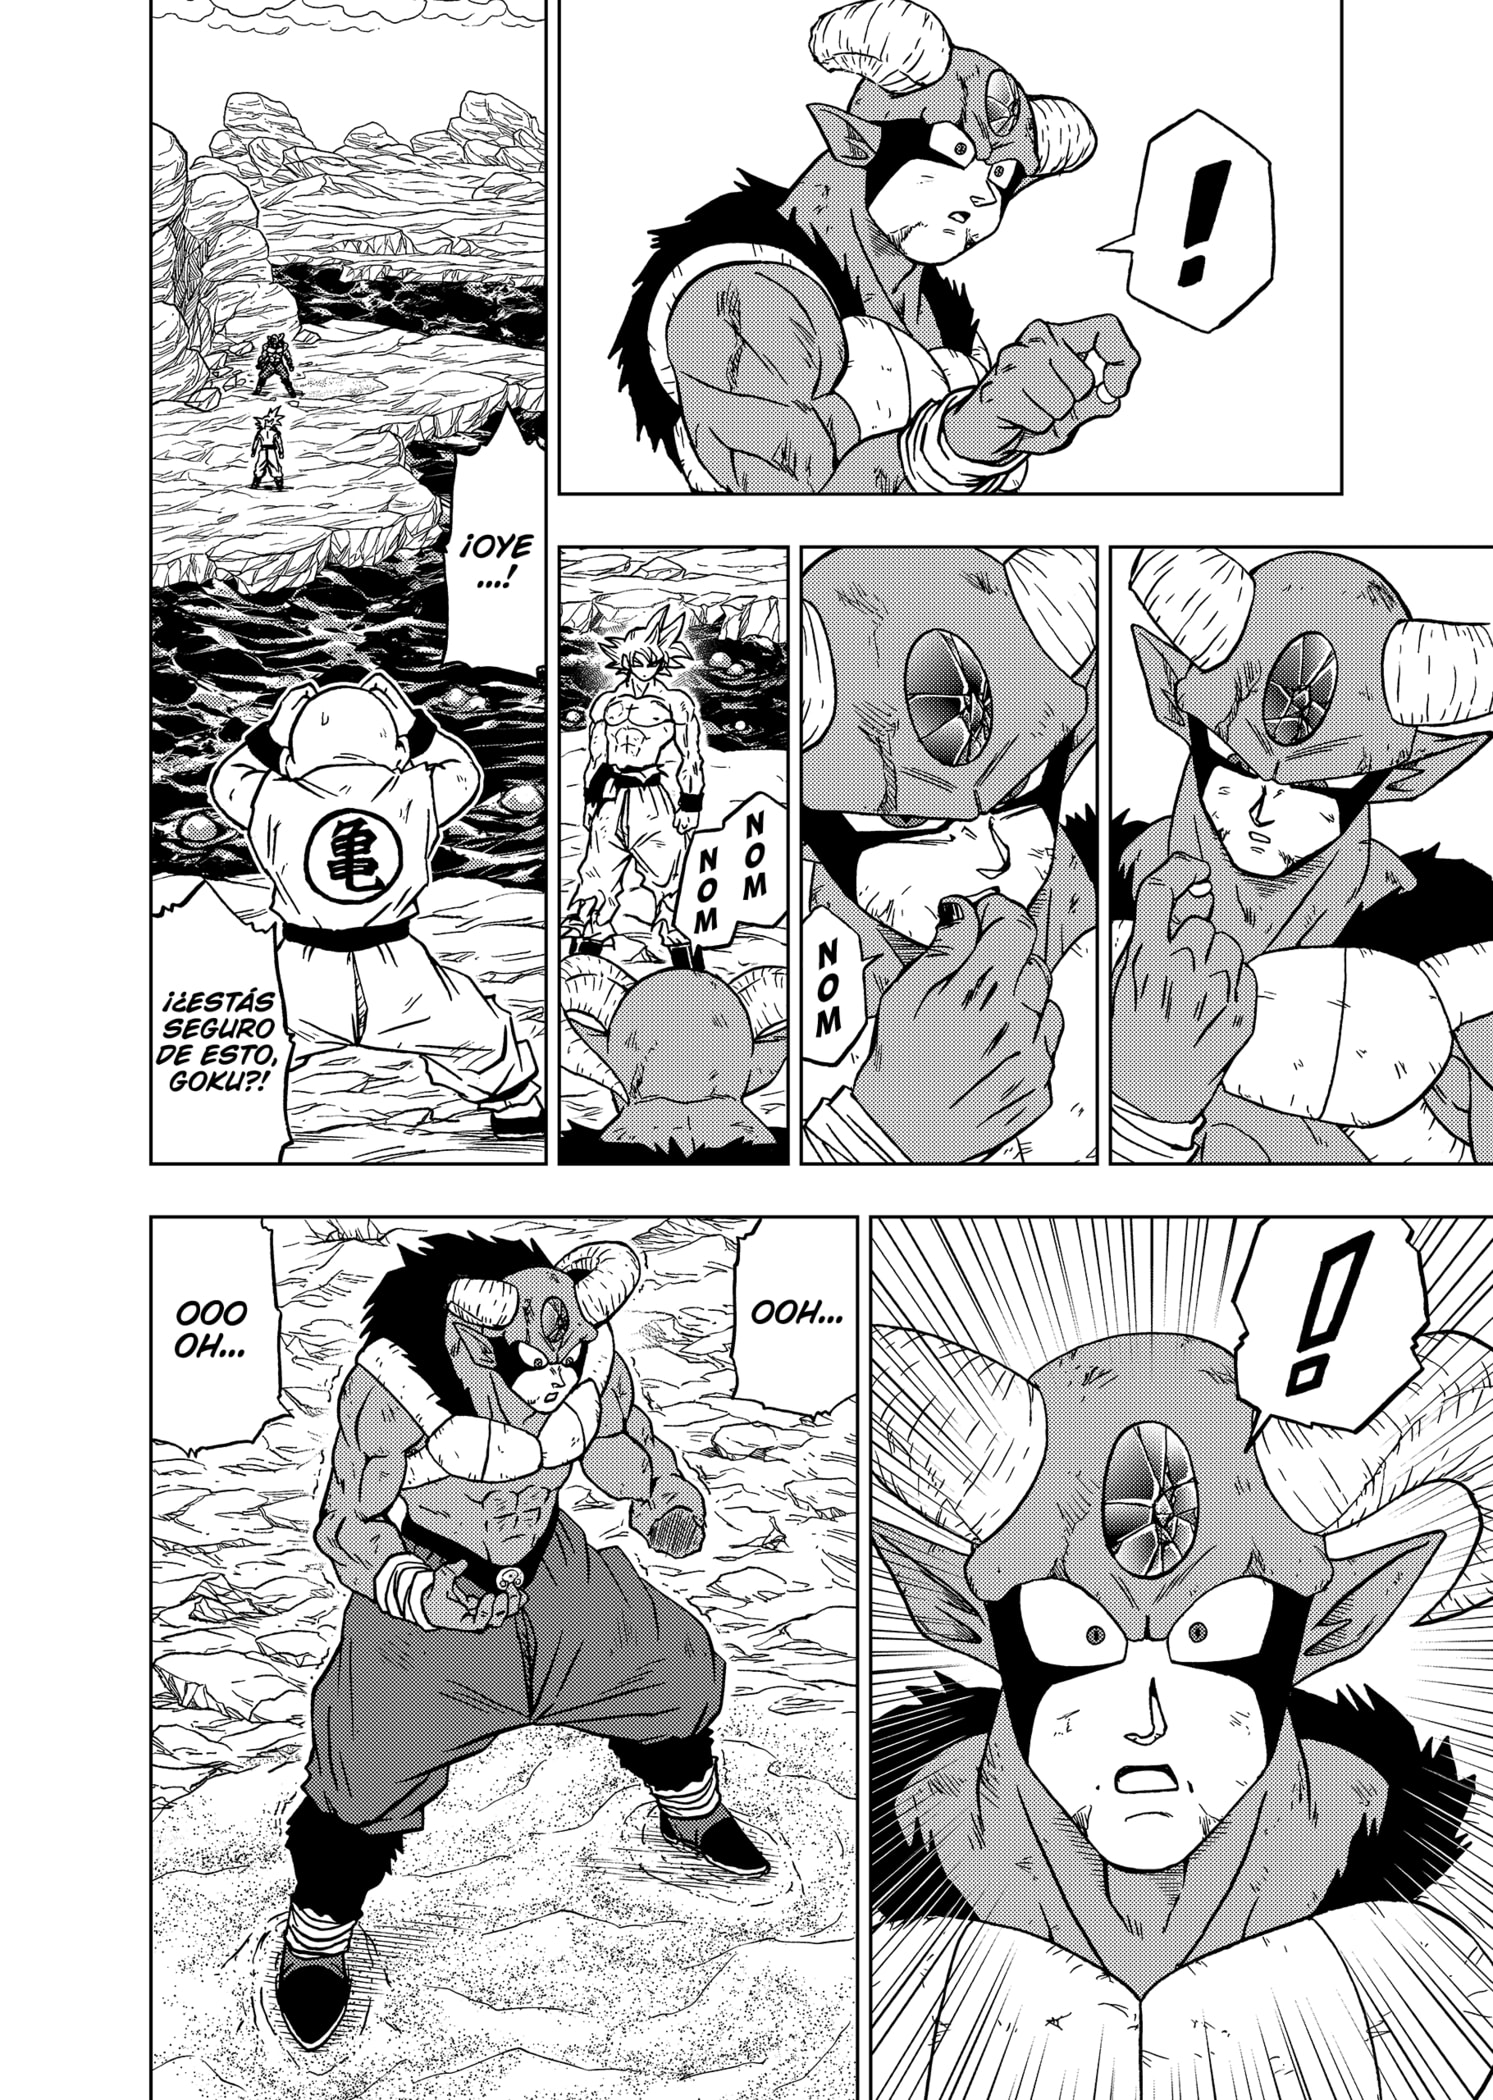 !
NOM
NOM
NOM
¡OYE
....!
亀
¡¿ESTÁS
SEGURO
DE ESTO,
GOKU?!
!
OOH...
OOO
OH...